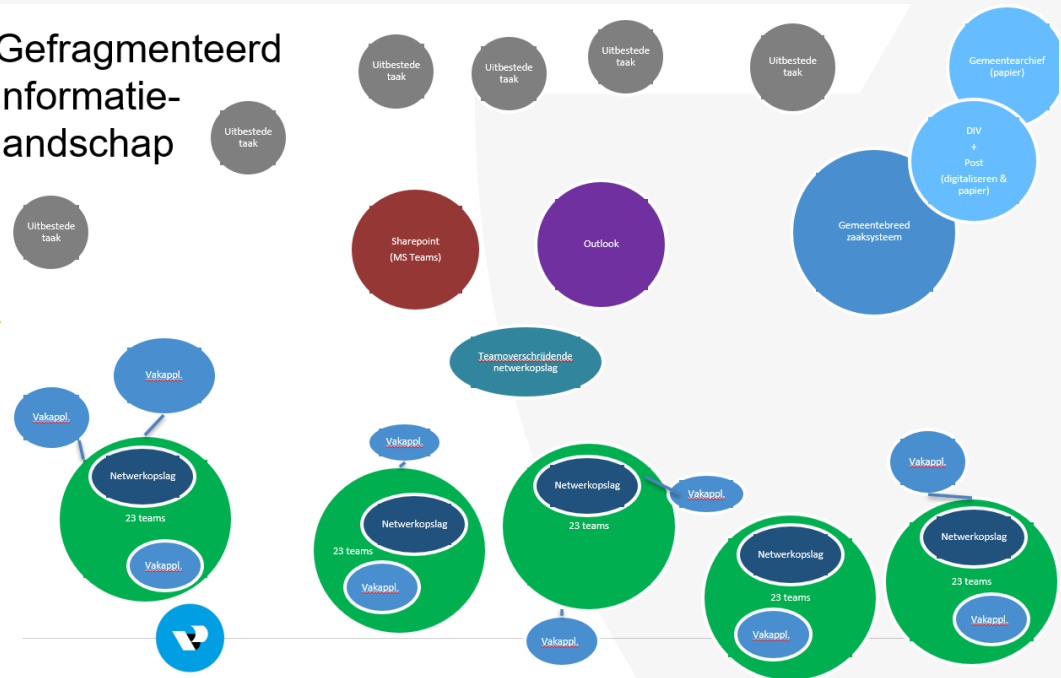 Gefragmenteerd
nformatie-
andschap
Uitbestede
taak
Uitbestede
taak
Uitbestede
taak
Uitbestede
taak
Gemeentearchief
(papier)
Uitbestede
taak
DIV
+
Post
(digitaliseren &
papier)
Uitbestede
taak
Sharepoint
(MS Teams)
Outlook
Gemeentebreed
zaaksysteem
Teamoverschrijdende
netwerkopslag
Vakappl.
Vakappl.
Netwerkopslag
23 teams
Vakappl.
Vakappl.
Netwerkopslag
23 teams
Vakappl.
Netwerkopslag
23 teams
Vakappl.
Vakappl.
Netwerkopslag
23 teams
Vakappl.
Vakappl.
Netwerkopslag
23 teams
Vakappl.